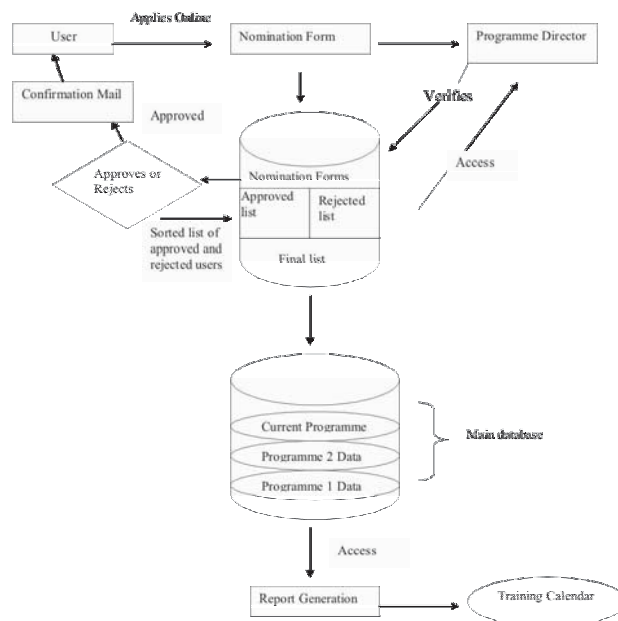 Applies Online
User
Nomination Form
Programme Director
Confirmation Mail
Verifies
Approved
Access
Approves or
Rejects
Nomination Forms
Approved
list
Rejected
list
Sorted list of
approved and
rejected users
Final list
Current Programme
Programme 2 Data
Programme 1 Data
Main database
Access
Report Generation
Training Calendar